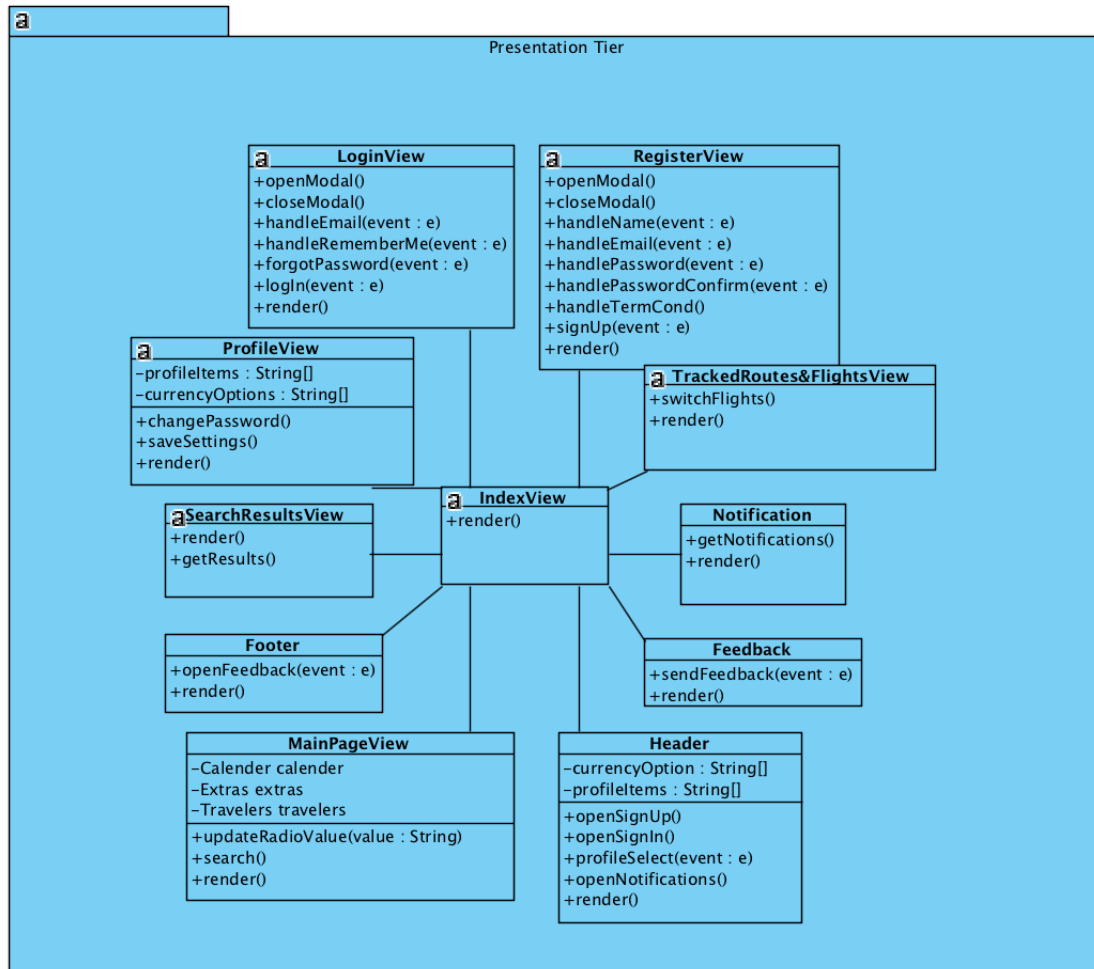 a
Presentation Tier
a LoginView
+openModal()
+closeModal()
+handleEmail(event : e)
+handleRememberMe(event : e)
+forgotPassword(event : e)
+logIn(event : e)
+render()
a RegisterView
+openModal()
+closeModal()
+handleName(event : e)
+handleEmail(event : e)
+handlePassword(event : e)
+handlePasswordConfirm(event : e)
+handleTermCond()
+signUp(event : e)
+render()
a ProfileView
-profileItems : String[]
-currencyOptions : String[]
+changePassword()
+saveSettings()
+render()
a TrackedRoutes&FlightsView
+switchFlights()
+render()
a SearchResultsView
+render()
+getResults()
a IndexView
+render()
Notification
+getNotifications()
+render()
Footer
+openFeedback(event : e)
+render()
Feedback
+sendFeedback(event : e)
+render()
MainPageView
-Calender calender
-Extras extras
-Travelers travelers
+updateRadioValue(value : String)
+search()
+render()
Header
-currencyOption : String[]
-profileItems : String[]
+openSignUp()
+openSignIn()
+profileSelect(event : e)
+openNotifications()
+render()